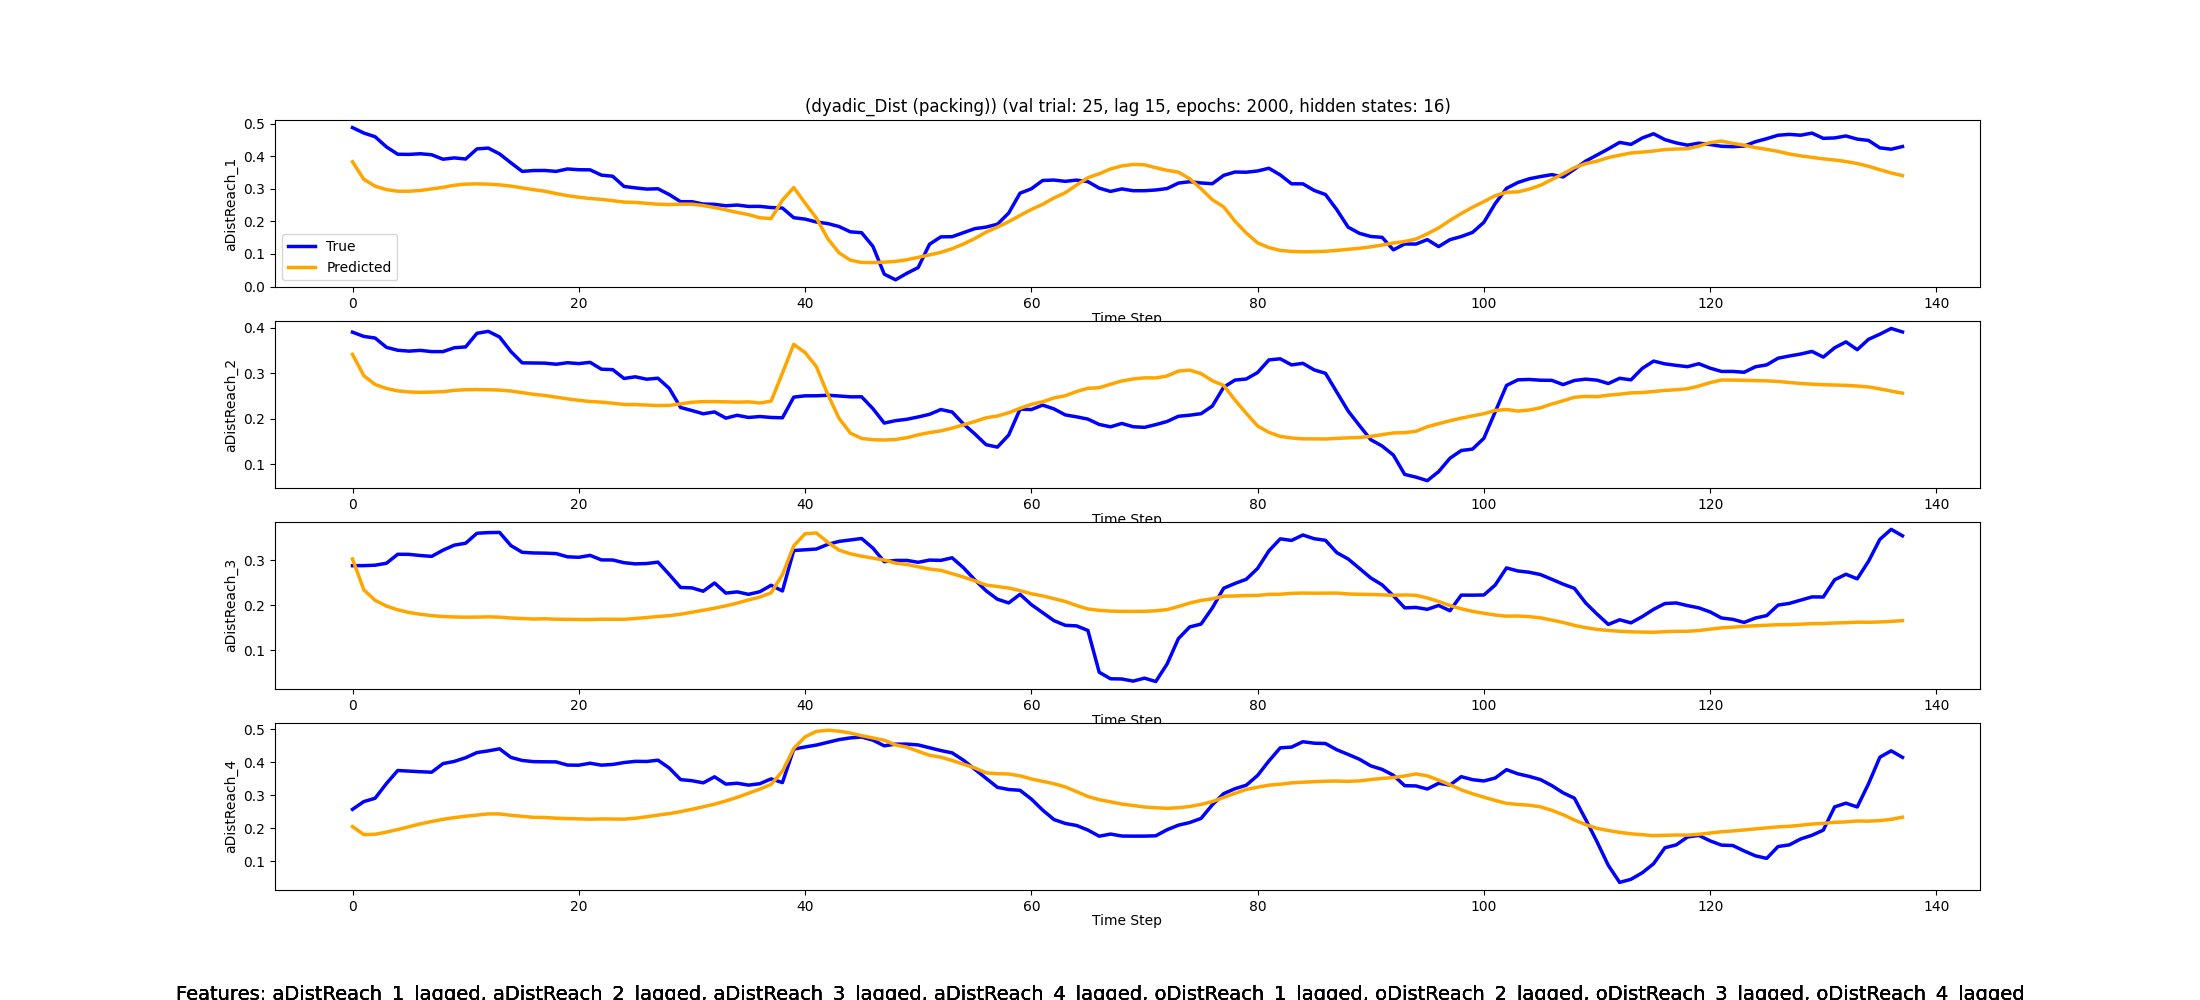 (dyadic_Dist (packing)) (val trial: 25, lag 15, epochs: 2000, hidden states: 16)
aDistReach_1
0.5
0.4
0.3
0.2
0.1
0.0
True
Predicted
0 20 40 60 80 100 120 140
Time Step
aDistReach_2
0.4
0.3
0.2
0.1
0 20 40 60 80 100 120 140
Time Step
aDistReach_3
0.3
0.2
0.1
0 20 40 60 80 100 120 140
Time Step
aDistReach_4
0.5
0.4
0.3
0.2
0.1
0 20 40 60 80 100 120 140
Time Step
Features: aDistReach_1_lagged, aDistReach_2_lagged, aDistReach_3_lagged, aDistReach_4_lagged, oDistReach_1_lagged, oDistReach_2_lagged, oDistReach_3_lagged, oDistReach_4_lagged